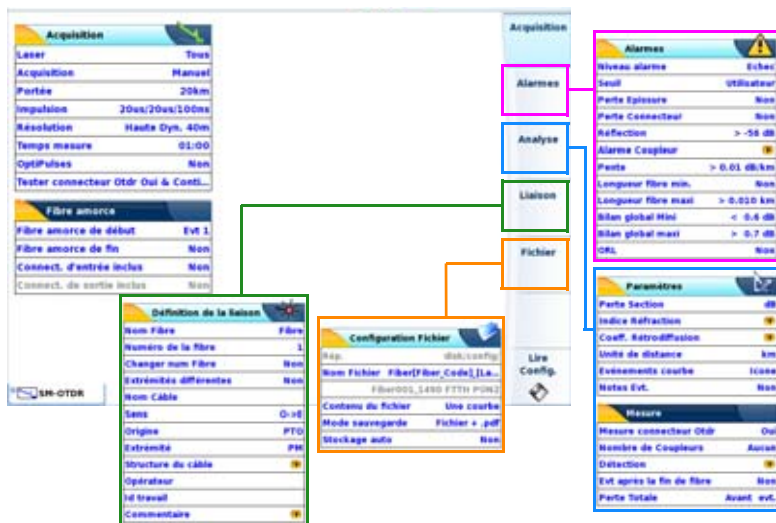 Acquisition
Laser Tous
Acquisition Manuel
Portée 20km
Impulsion 20us/20us/100ns
Résolution Haute Dyn. 40m
Temps mesure 01:00
OptiPulses Non
Tester connecteur Otdr Oui & Conti...
Fibre amorce
Fibre amorce de début Evt 1
Fibre amorce de fin Non
Connect. d'entrée inclus Non
Connect. de sortie inclus Non
SM-OTDR
Définition de la liaison
Nom Fibre Fibre
Numéro de la fibre 1
Changer num Fibre Non
Extrémités différentes Non
Nom Câble
Sens O->E
Origine PTO
Extrémité PM
Structure du câble
Opérateur
Id travail
Commentaire
Configuration Fichier
Rép. disk/config/
Nom Fichier Fiber[Fiber_Code]_[La...
Fiber001_1490 FTTH PON2
Contenu du fichier Une courbe
Mode sauvegarde Fichier + .pdf
Stockage auto Non
Acquisition
Alarmes
Analyse
Liaison
Fichier
Lire
Config.
Alarmes
Niveau alarme Echec
Seuil Utilisateur
Perte Epissure Non
Perte Connecteur Non
Réflection > -56 dB
Alarme Coupleur
Pente > 0.01 dB/km
Longueur fibre min. Non
Longueur fibre maxi > 0.010 km
Bilan global Mini < 0.6 dB
Bilan global maxi > 0.7 dB
ORL Non
Paramètres
Perte Section dB
Indice Réfraction
Coeff. Rétrodiffusion
Unité de distance km
Evénements courbe Icone
Notes Evt. Non
Mesure
Mesure connecteur Otdr Oui
Nombre de Coupleurs Aucun
Détection
Evt après la fin de fibre Non
Perte Totale Avant evt.